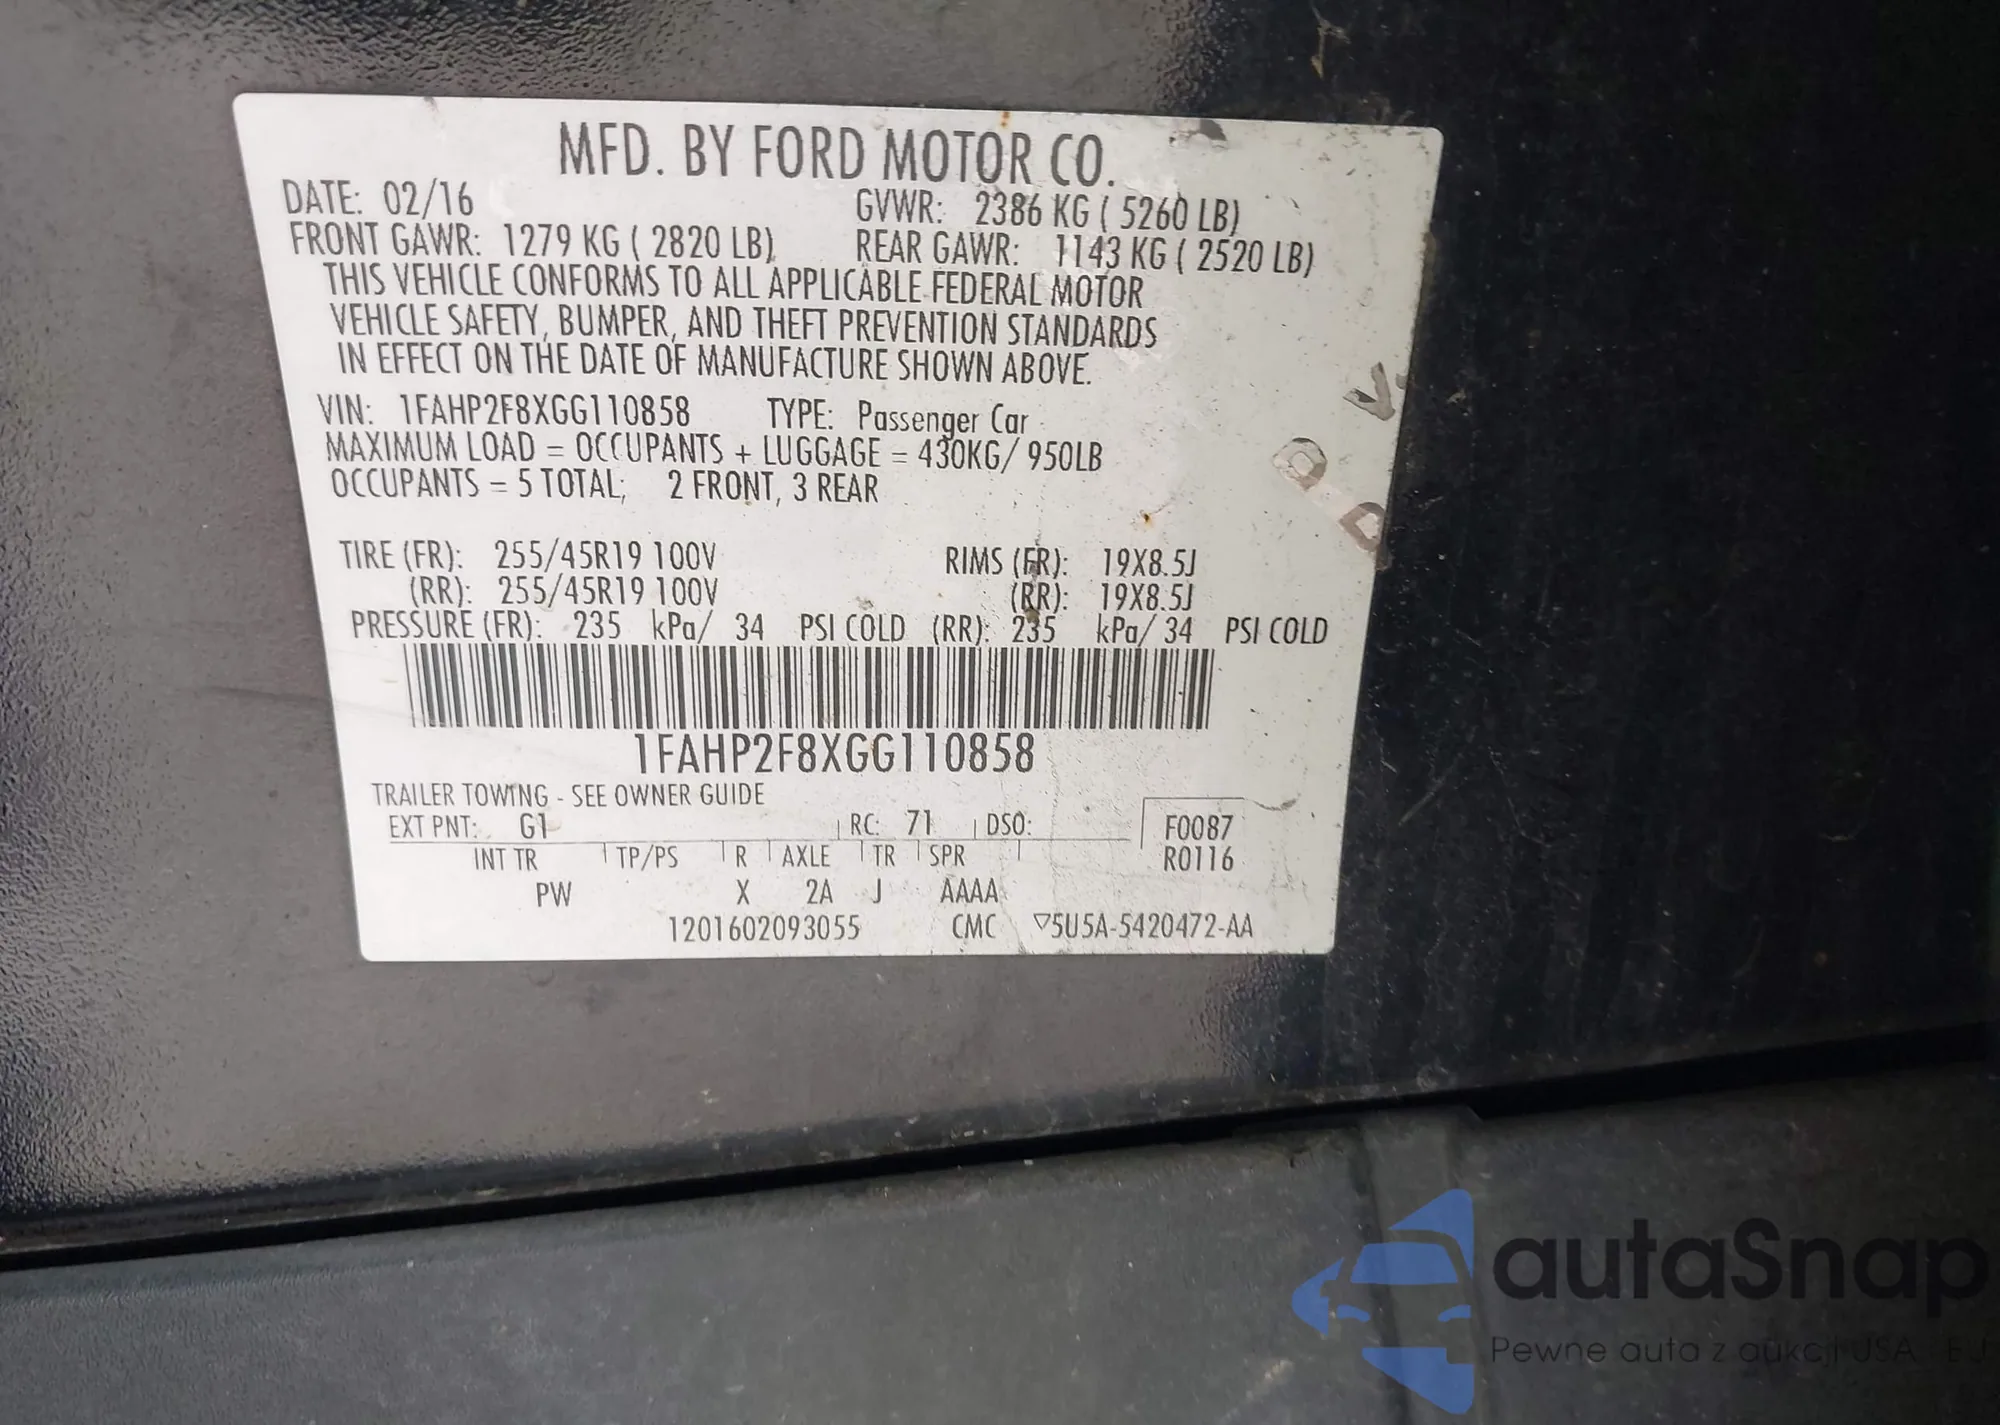 MFD. BY FORD MOTOR CO.
DATE: 02/16 GVWR: 2386 KG ( 5260 LB)
FRONT GAWR: 1279 KG ( 2820 LB) REAR GAWR: 1143 KG ( 2520 LB)
THIS VEHICLE CONFORMS TO ALL APPLICABLE FEDERAL MOTOR
VEHICLE SAFETY, BUMPER, AND THEFT PREVENTION STANDARDS
IN EFFECT ON THE DATE OF MANUFACTURE SHOWN ABOVE.
VIN: 1FAHP2F8XGG110858 TYPE: Passenger Car
MAXIMUM LOAD = OCCUPANTS + LUGGAGE = 430KG/ 950LB
OCCUPANTS = 5 TOTAL; 2 FRONT, 3 REAR
TIRE (FR): 255/45R19 100V RIMS (FR): 19X8.5J
(RR): 255/45R19 100V (RR): 19X8.5J
PRESSURE (FR): 235 kPa/ 34 PSI COLD (RR): 235 kPa/ 34 PSI COLD
1FAHP2F8XGG110858
TRAILER TOWING - SEE OWNER GUIDE
EXT PNT: G1 RC: 71 DSO: F0087
INT TR TP/PS R AXLE TR SPR R0116
PW X 2A J AAAA
1201602093055 CMC ▽5U5A-5420472-AA
V
O
D
autaSnap
Pewne auta z aukcji USA